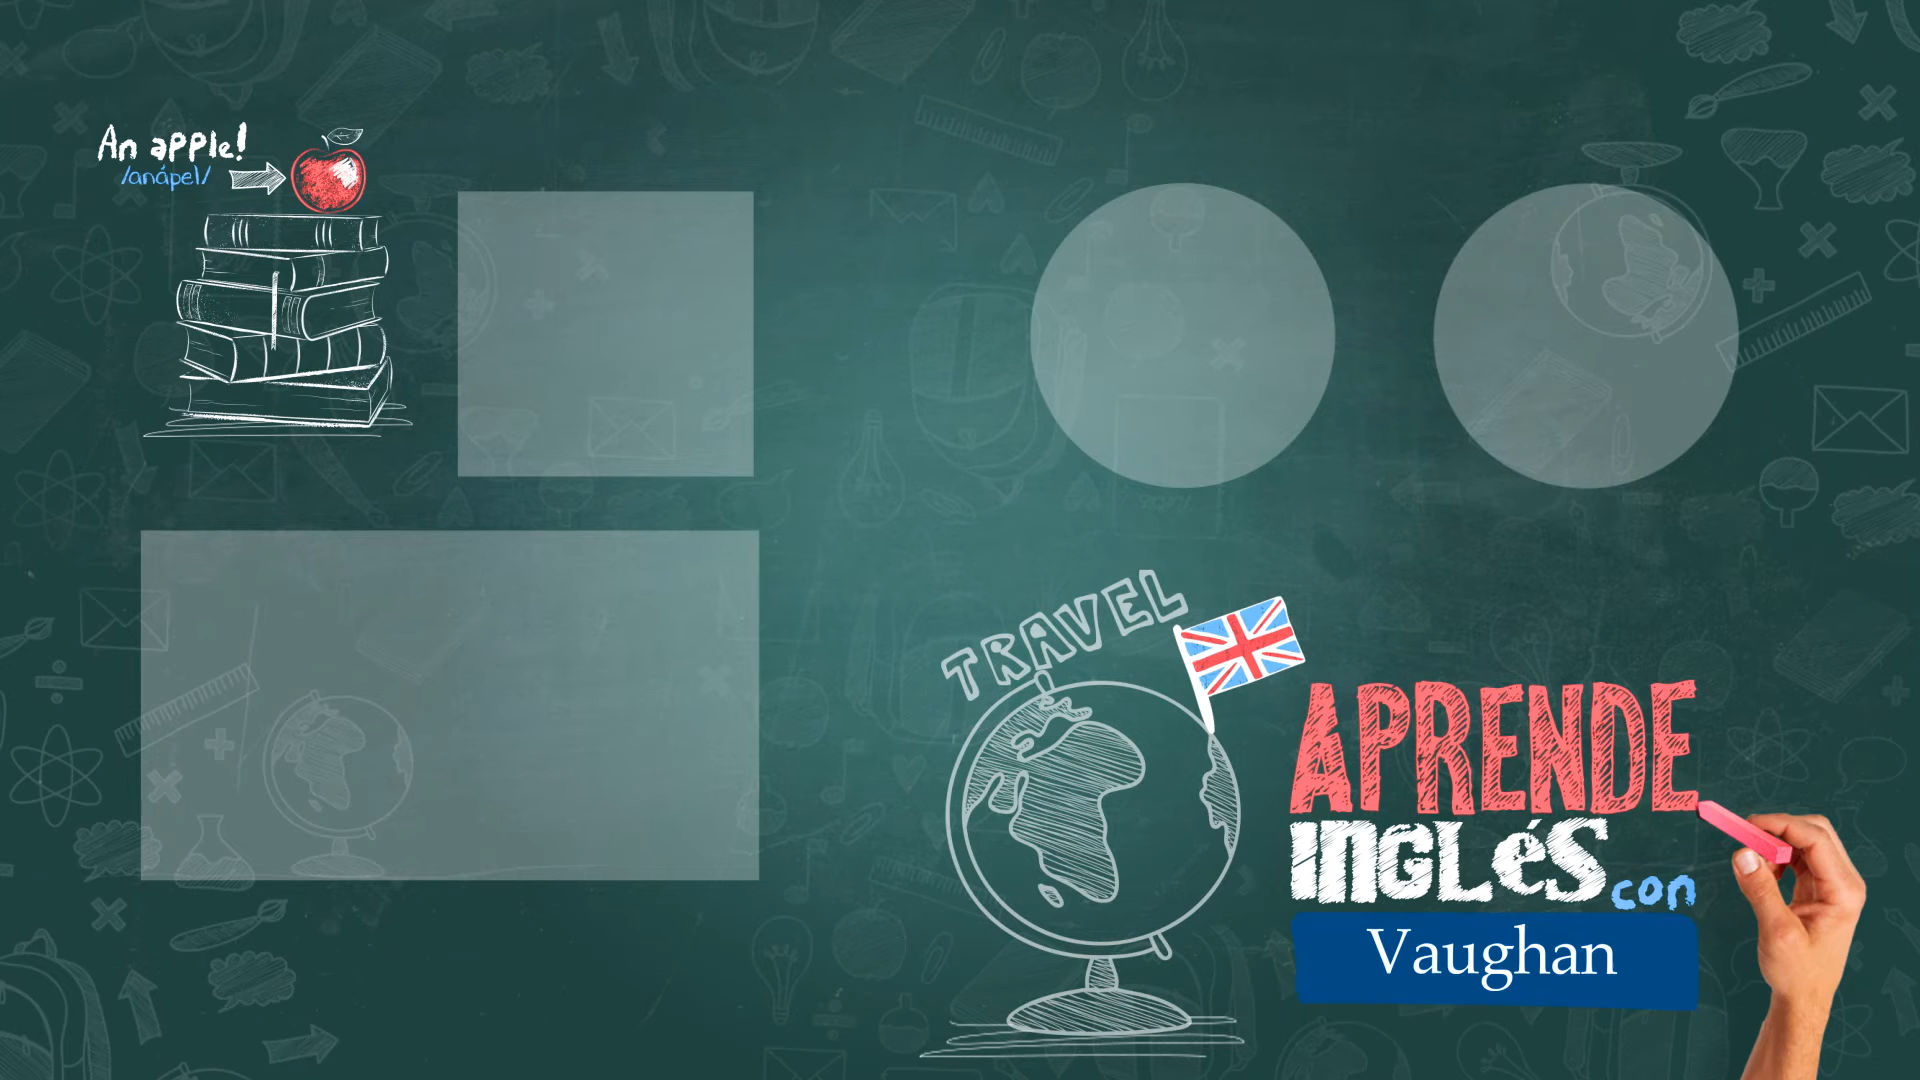 An apple!
/anápel/
TRAVEL
APRENDE
INGLÉS con
Vaughan